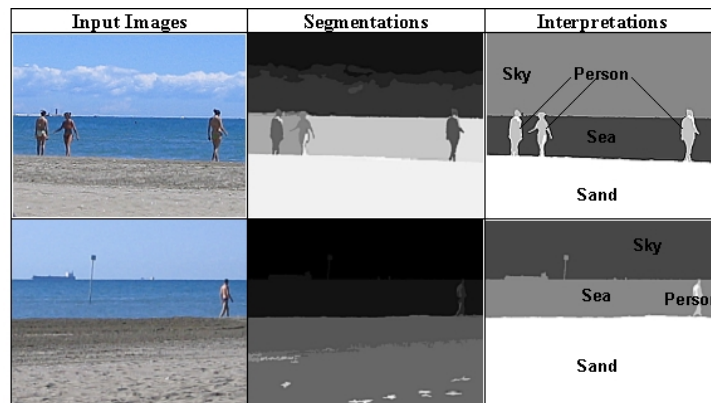 Input Images Segmentations Interpretations
Sky Person
Sea
Sand
Sky
Sea Person
Sand